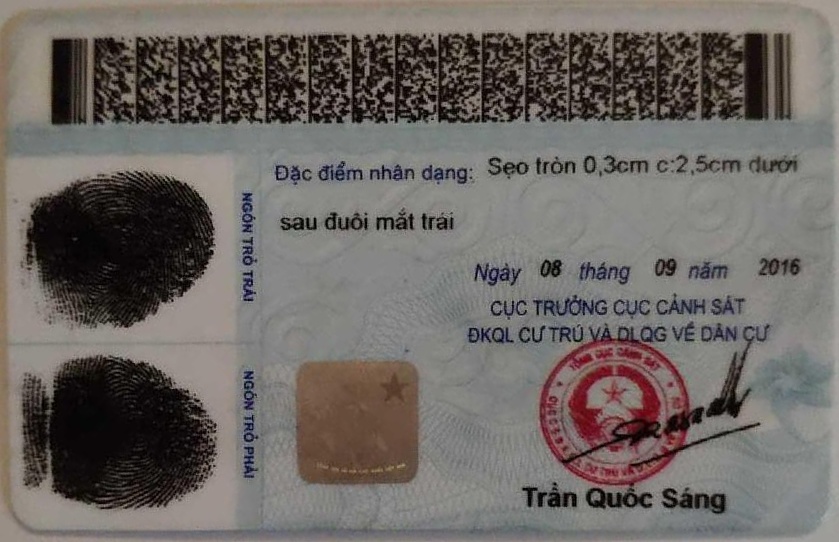 Đặc điểm nhân dạng: Sẹo tròn 0,3cm c:2,5cm dưới
sau đuôi mắt trái
NGÓN TRỎ TRÁI
Ngày 08 tháng 09 năm 2016
CỤC TRƯỞNG CỤC CẢNH SÁT
ĐKQL CƯ TRÚ VÀ DLQG VỀ DÂN CƯ
NGÓN TRỎ PHẢI
TỔNG CỤC CẢNH SÁT
Trần Quốc Sáng